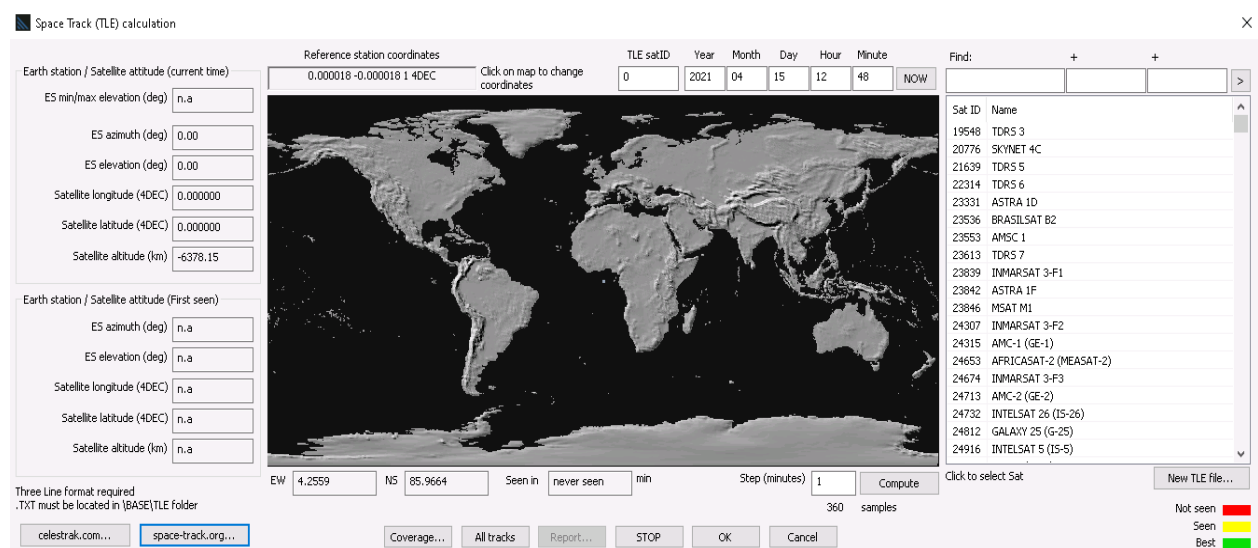 Space Track (TLE) calculation
Reference station coordinates
0.000018 -0.000018 1 4DEC
Click on map to change
coordinates
TLE satID Year Month Day Hour Minute
0 2021 04 15 12 48 NOW
Find: + +
>
Earth station / Satellite attitude (current time)
ES min/max elevation (deg) n.a
ES azimuth (deg) 0.00
ES elevation (deg) 0.00
Satellite longitude (4DEC) 0.000000
Satellite latitude (4DEC) 0.000000
Satellite altitude (km) -6378.15
Earth station / Satellite attitude (First seen)
ES azimuth (deg) n.a
ES elevation (deg) n.a
Satellite longitude (4DEC) n.a
Satellite latitude (4DEC) n.a
Satellite altitude (km) n.a
Three Line format required
.TXT must be located in \BASE\TLE folder
celestrak.com... space-track.org...
EW 4.2559 NS 85.9664 Seen in never seen min Step (minutes) 1 Compute
360 samples
Coverage... All tracks Report... STOP OK Cancel
Sat ID Name
19548 TDRS 3
20776 SKYNET 4C
21639 TDRS 5
22314 TDRS 6
23331 ASTRA 1D
23536 BRASILSAT B2
23553 AMSC 1
23613 TDRS 7
23839 INMARSAT 3-F1
23842 ASTRA 1F
23846 MSAT M1
24307 INMARSAT 3-F2
24315 AMC-1 (GE-1)
24653 AFRICASAT-2 (MEASAT-2)
24674 INMARSAT 3-F3
24713 AMC-2 (GE-2)
24732 INTELSAT 26 (IS-26)
24812 GALAXY 25 (G-25)
24916 INTELSAT 5 (IS-5)
Click to select Sat New TLE file...
Not seen
Seen
Best